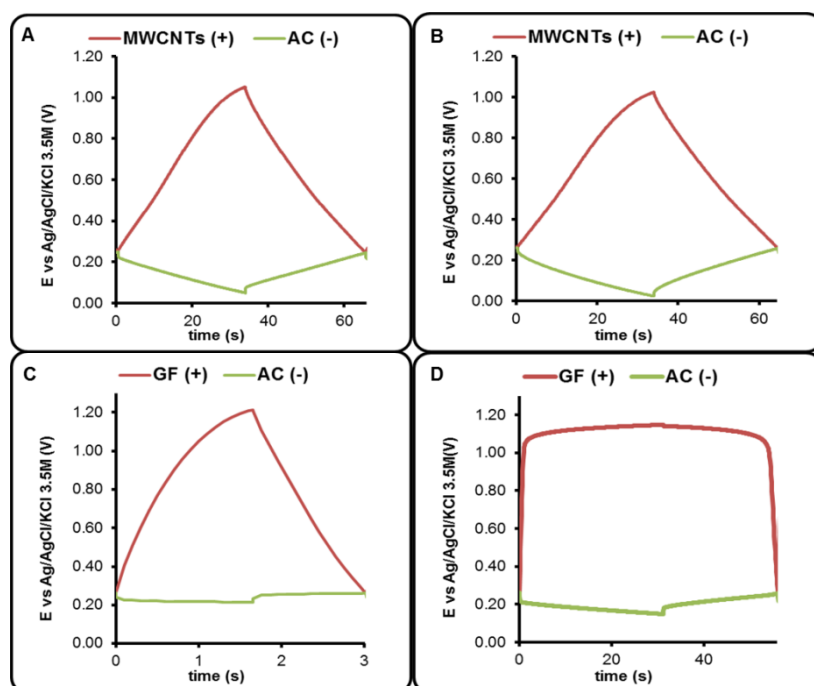 A
MWCNTs (+) AC (-)
E vs Ag/AgCl/KCl 3.5M (V)
1.20
1.00
0.80
0.60
0.40
0.20
0.00
0 20 40 60
time (s)
B
MWCNTs (+) AC (-)
E vs Ag/AgCl/KCl 3.5M (V)
1.20
1.00
0.80
0.60
0.40
0.20
0.00
0 20 40 60
time (s)
C
GF (+) AC (-)
E vs Ag/AgCl/KCl 3.5M (V)
1.20
1.00
0.80
0.60
0.40
0.20
0.00
0 1 2 3
time (s)
D
GF (+) AC (-)
E vs Ag/AgCl/KCl 3.5M(V)
1.20
1.00
0.80
0.60
0.40
0.20
0.00
0 20 40
time (s)